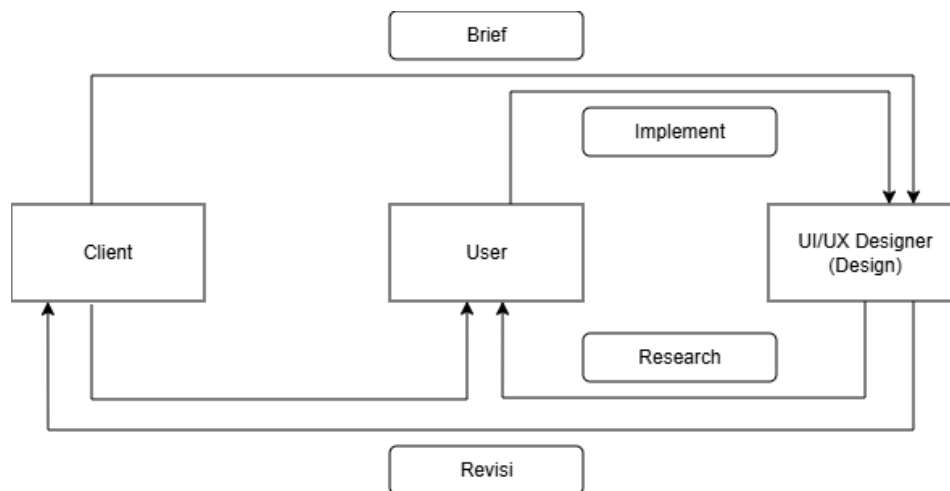 Brief
Implement
Client
User
UI/UX Designer
(Design)
Research
Revisi